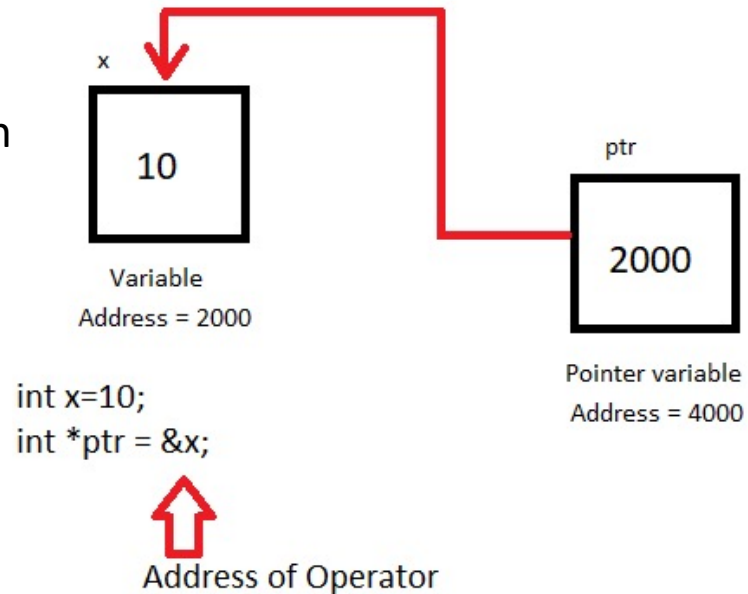 x
n
10
ptr
2000
Variable
Address = 2000
Pointer variable
Address = 4000
int x=10;
int *ptr = &x;
Address of Operator